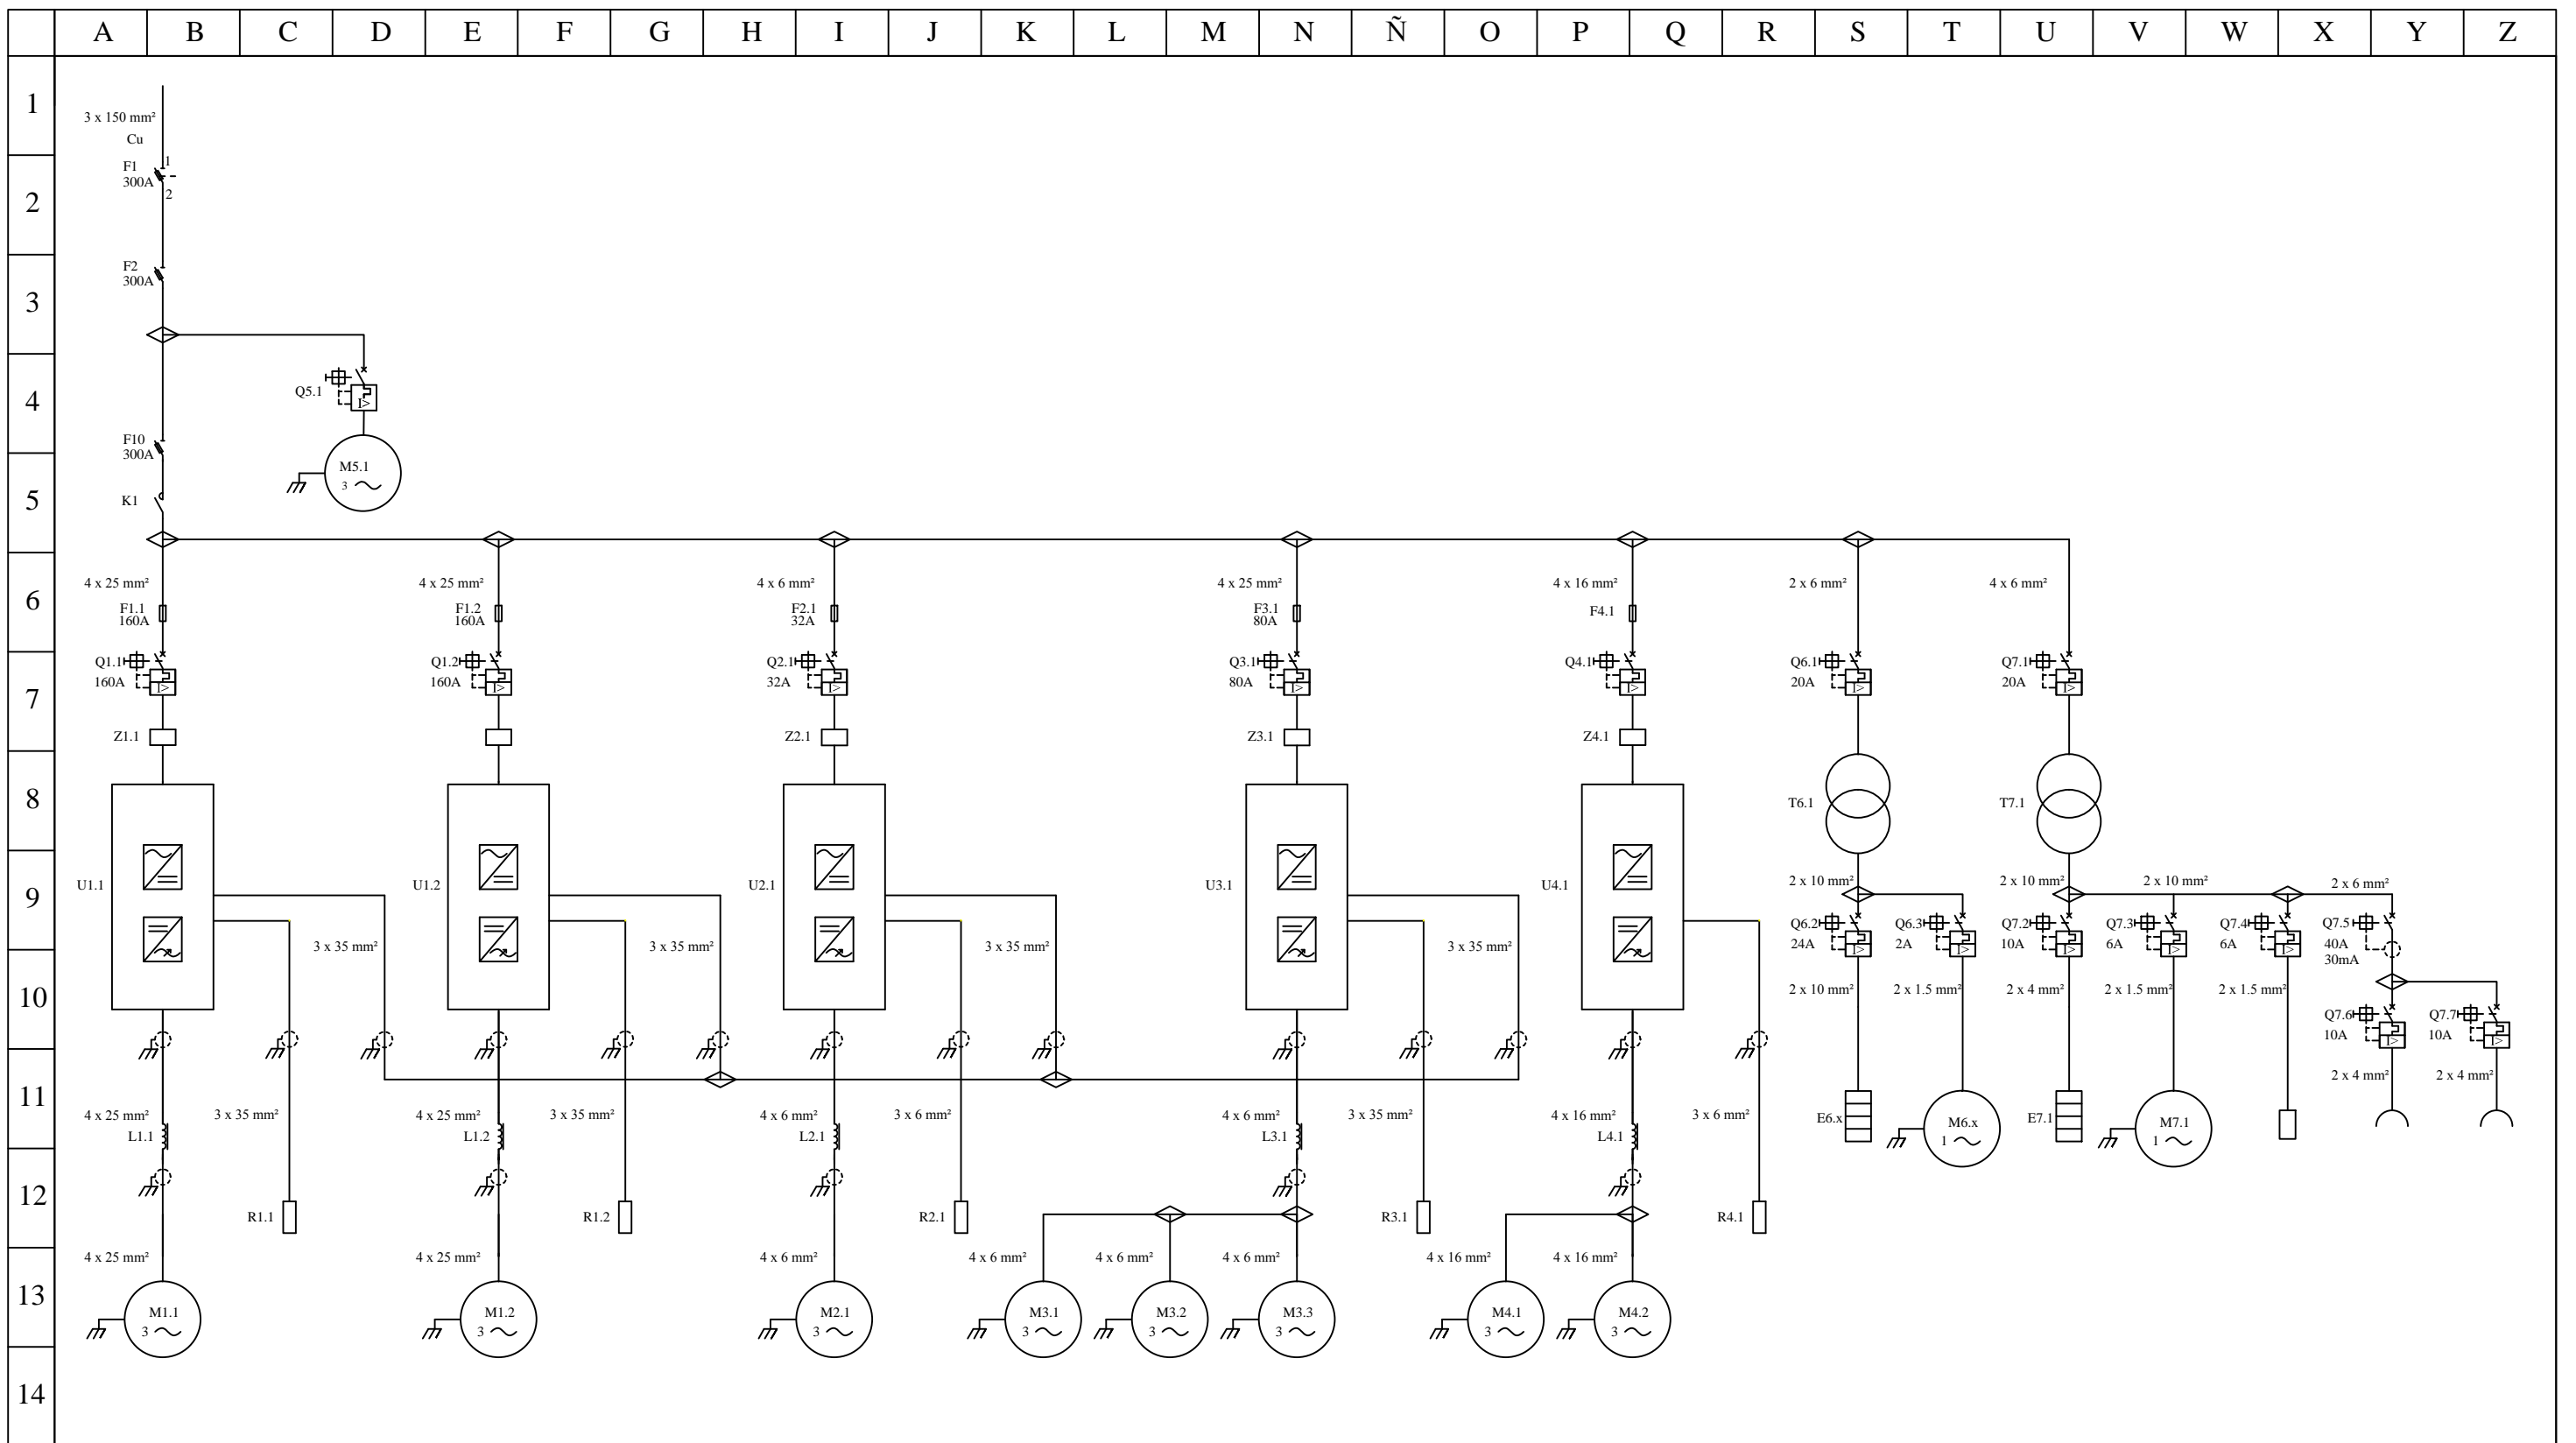 A B C D E F G H I J K L M N Ñ O P Q R S T U V W X Y Z
1
3 x 150 mm²
Cu
F1
300A
1
2
2
F2
300A
3
4
Q5.1
I>
F10
300A
M5.1
3
5
K1
6
4 x 25 mm² 4 x 25 mm² 4 x 6 mm² 4 x 25 mm² 4 x 16 mm² 2 x 6 mm² 4 x 6 mm²
F1.1 F1.2 F2.1 F3.1 F4.1
160A 160A 32A 80A
7
Q1.1 Q1.2 Q2.1 Q3.1 Q4.1 Q6.1 Q7.1
160A 160A 32A 80A 20A 20A
I> I> I> I> I> I> I>
Z1.1 Z2.1 Z3.1 Z4.1
8
T6.1 T7.1
9
U1.1 U1.2 U2.1 U3.1 U4.1
2 x 10 mm² 2 x 10 mm² 2 x 10 mm² 2 x 6 mm²
Q6.2 Q6.3 Q7.2 Q7.3 Q7.4 Q7.5
24A 2A 10A 6A 6A 40A
30mA
I> I> I> I> I>
3 x 35 mm² 3 x 35 mm² 3 x 35 mm² 3 x 35 mm²
10
2 x 10 mm² 2 x 1.5 mm² 2 x 4 mm² 2 x 1.5 mm² 2 x 1.5 mm²
Q7.6 Q7.7
10A 10A
I> I>
11
2 x 4 mm² 2 x 4 mm²
4 x 25 mm² 3 x 35 mm² 4 x 25 mm² 3 x 35 mm² 4 x 6 mm² 3 x 6 mm² 4 x 6 mm² 3 x 35 mm² 4 x 16 mm² 3 x 6 mm²
L1.1 L1.2 L2.1 L3.1 L4.1
E6.x M6.x E7.1 M7.1
1 1
12
R1.1 R1.2 R2.1 R3.1 R4.1
4 x 25 mm² 4 x 25 mm² 4 x 6 mm² 4 x 6 mm² 4 x 6 mm² 4 x 6 mm² 4 x 16 mm² 4 x 16 mm²
13
M1.1 M1.2 M2.1 M3.1 M3.2 M3.3 M4.1 M4.2
3 3 3 3 3 3 3 3
14